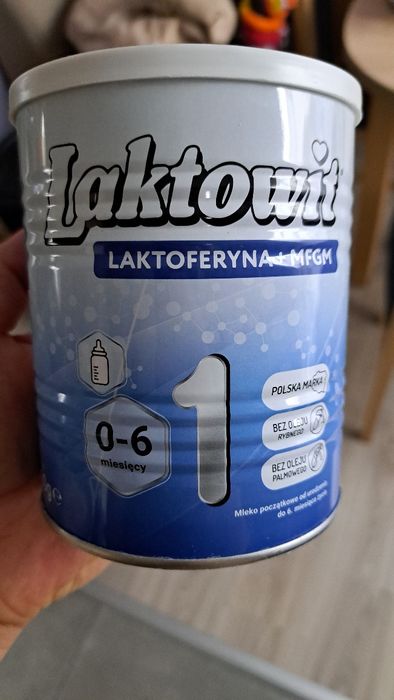 Laktowit
LAKTOFERYNA + MFGM
0-6
miesięcy
1
POLSKA MARKA
BEZ OLEJU
RYBNEGO
BEZ OLEJU
PALMOWEGO
Mleko początkowe od urodzenia
do 6. miesiąca życia
g℮